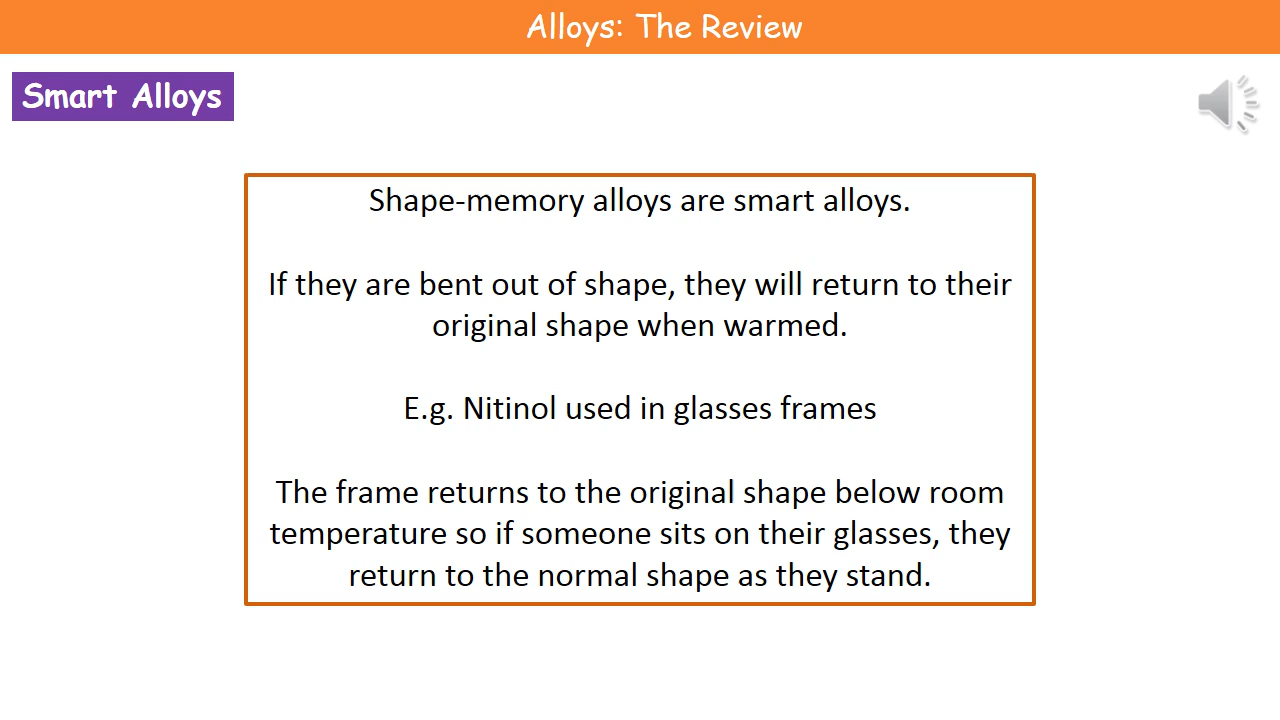 Alloys: The Review
Smart Alloys
Shape-memory alloys are smart alloys.
If they are bent out of shape, they will return to their
original shape when warmed.
E.g. Nitinol used in glasses frames
The frame returns to the original shape below room
temperature so if someone sits on their glasses, they
return to the normal shape as they stand.